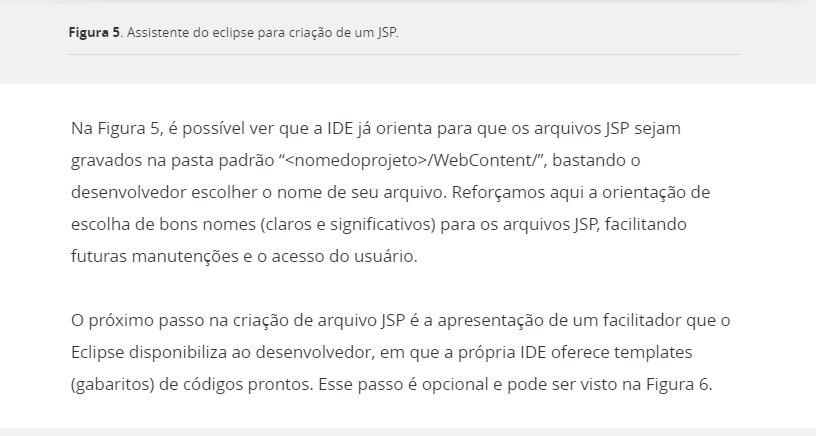 Figura 5. Assistente do eclipse para criação de um JSP.
Na Figura 5, é possível ver que a IDE já orienta para que os arquivos JSP sejam
gravados na pasta padrão “<nomedoprojeto>/WebContent/”, bastando o
desenvolvedor escolher o nome de seu arquivo. Reforçamos aqui a orientação de
escolha de bons nomes (claros e significativos) para os arquivos JSP, facilitando
futuras manutenções e o acesso do usuário.
O próximo passo na criação de arquivo JSP é a apresentação de um facilitador que o
Eclipse disponibiliza ao desenvolvedor, em que a própria IDE oferece templates
(gabaritos) de códigos prontos. Esse passo é opcional e pode ser visto na Figura 6.